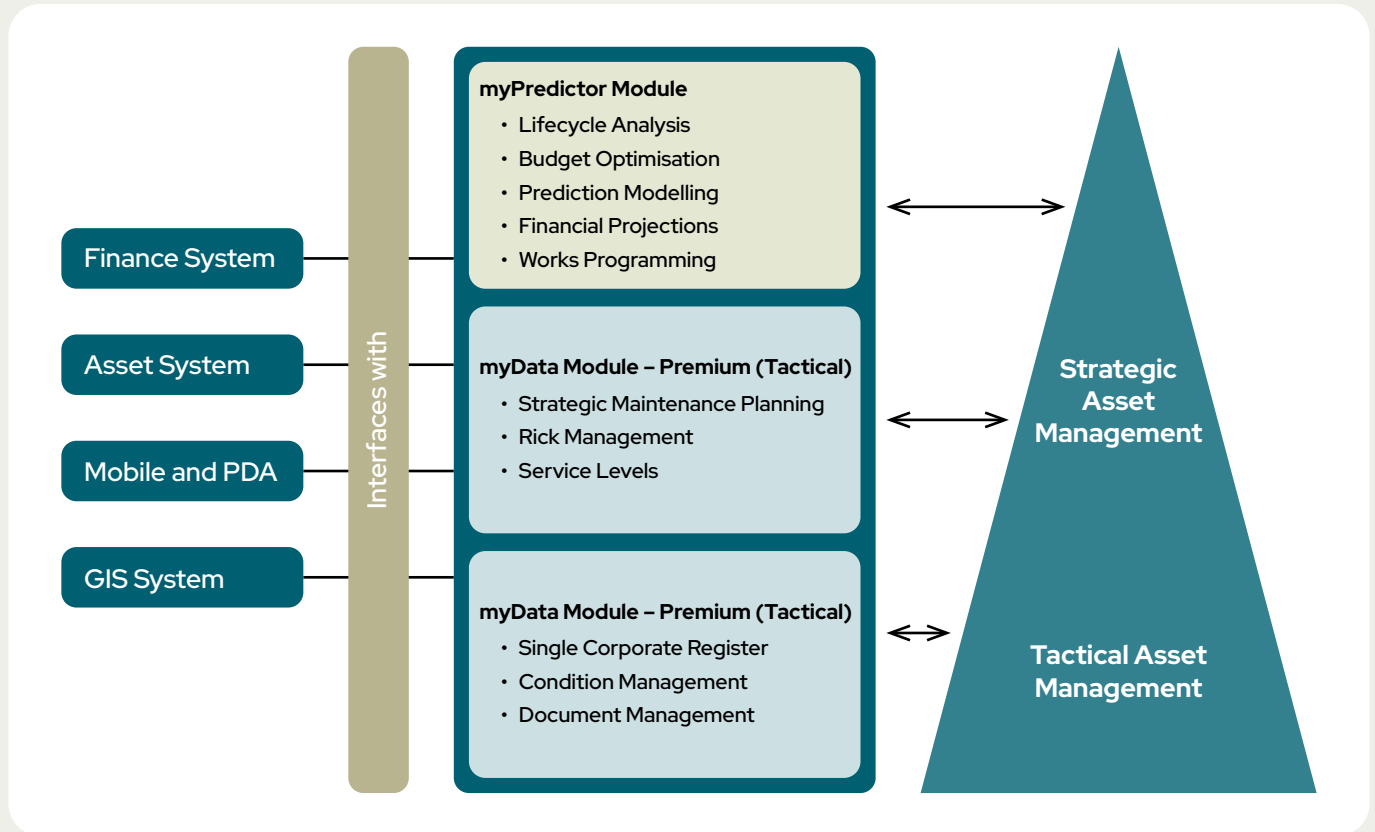 Finance System
Asset System
Mobile and PDA
GIS System
Interfaces with
myPredictor Module
• Lifecycle Analysis
• Budget Optimisation
• Prediction Modelling
• Financial Projections
• Works Programming
myData Module – Premium (Tactical)
• Strategic Maintenance Planning
• Rick Management
• Service Levels
myData Module – Premium (Tactical)
• Single Corporate Register
• Condition Management
• Document Management
Strategic
Asset
Management
Tactical Asset
Management